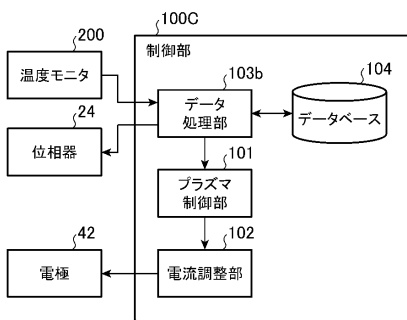 100C
制御部
200
温度モニタ
103b
データ
処理部
104
データベース
24
位相器
101
プラズマ
制御部
42
電極
102
電流調整部